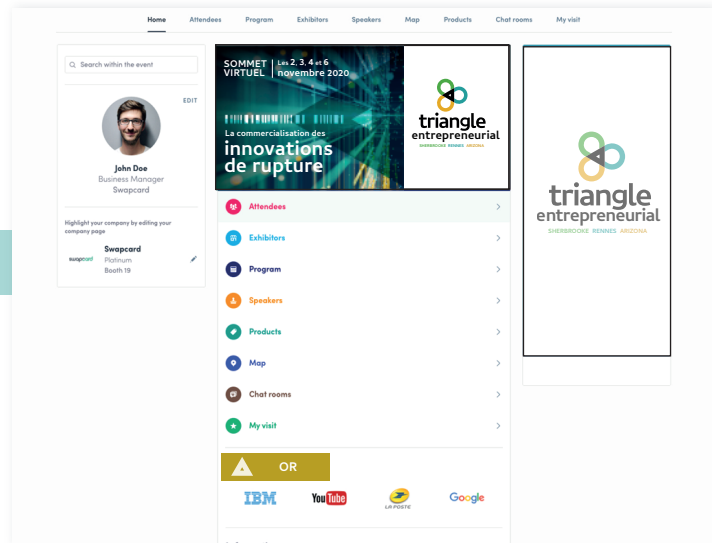 Home Attendees Program Exhibitors Speakers Map Products Chat rooms My visit
Search within the event
EDIT
John Doe
Business Manager
Swapcard
Highlight your company by editing your
company page
swapcard
Swapcard
Platinum
Booth 19
SOMMET
VIRTUEL
Les 2, 3, 4 et 6
novembre 2020
La commercialisation des
innovations
de rupture
triangle
entrepreneurial
SHERBROOKE RENNES ARIZONA
Attendees
Exhibitors
Program
Speakers
Products
Map
Chat rooms
My visit
OR
IBM
YouTube
LA POSTE
Google
triangle
entrepreneurial
SHERBROOKE RENNES ARIZONA